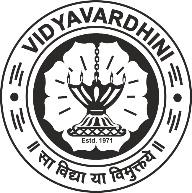 VIDYAVARDHINI
Estd. 1971
॥ सा विद्या या विमुक्तये ॥